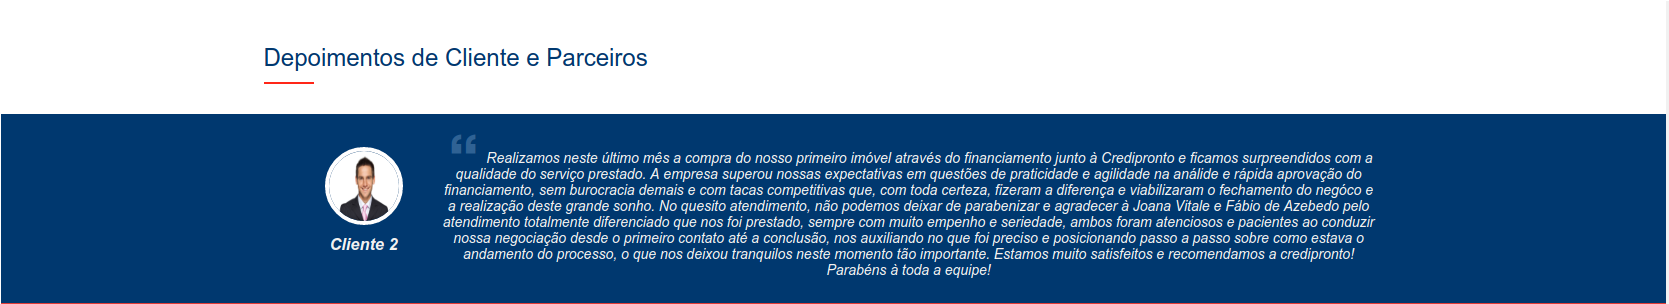 Depoimentos de Cliente e Parceiros
“ Realizamos neste último mês a compra do nosso primeiro imóvel através do financiamento junto à Credipronto e ficamos surpreendidos com a
qualidade do serviço prestado. A empresa superou nossas expectativas em questões de praticidade e agilidade na análide e rápida aprovação do
financiamento, sem burocracia demais e com tacas competitivas que, com toda certeza, fizeram a diferença e viabilizaram o fechamento do negóco e
a realização deste grande sonho. No quesito atendimento, não podemos deixar de parabenizar e agradecer à Joana Vitale e Fábio de Azebedo pelo
atendimento totalmente diferenciado que nos foi prestado, sempre com muito empenho e seriedade, ambos foram atenciosos e pacientes ao conduzir
nossa negociação desde o primeiro contato até a conclusão, nos auxiliando no que foi preciso e posicionando passo a passo sobre como estava o
andamento do processo, o que nos deixou tranquilos neste momento tão importante. Estamos muito satisfeitos e recomendamos a credipronto!
Parabéns à toda a equipe!
Cliente 2